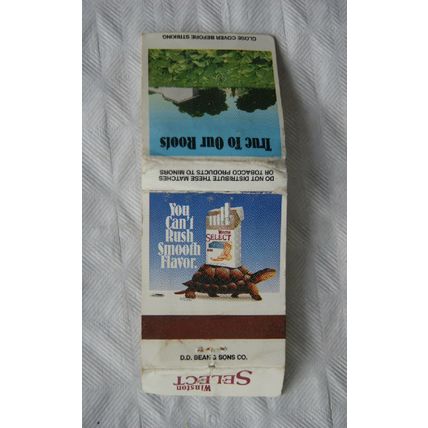 CLOSE COVER BEFORE STRIKING
True To Our Roots
DO NOT DISTRIBUTE THESE MATCHES
OR TOBACCO PRODUCTS TO MINORS
You
Can't
Rush
Smooth
Flavor.
Winston
SELECT
D.D. BEAN & SONS CO.
Winston
SELECT